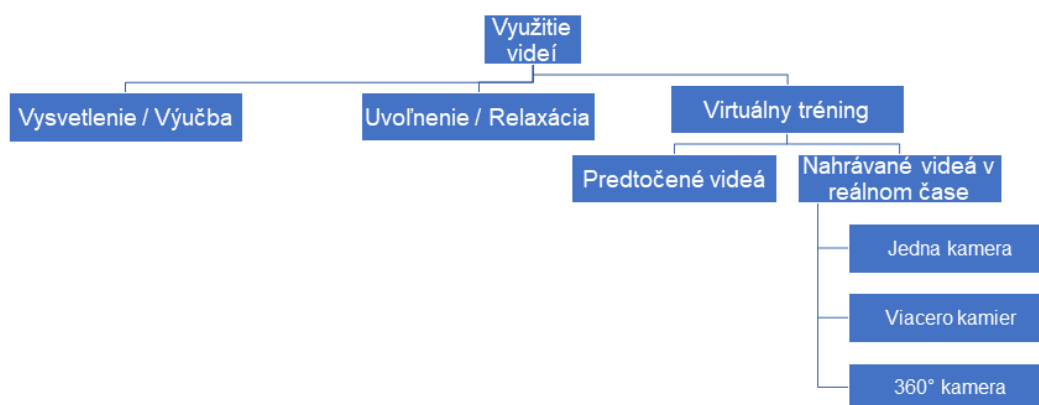 Využitie
videí
Vysvetlenie / Výučba
Uvoľnenie / Relaxácia
Virtuálny tréning
Predtočené videá
Nahrávané videá v
reálnom čase
Jedna kamera
Viacero kamier
360° kamera